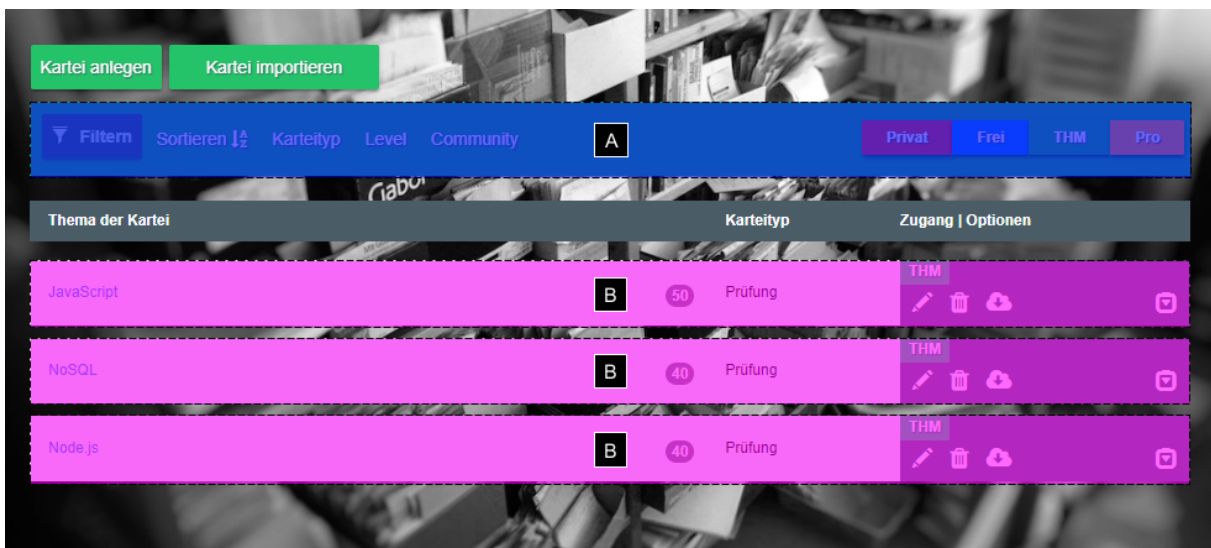 Kartei anlegen Kartei importieren
Filtern Sortieren Karteityp Level Community A Privat Frei THM Pro
Gabor
Thema der Kartei Karteityp Zugang | Optionen
THM
JavaScript B 50 Prüfung
THM
NoSQL B 40 Prüfung
THM
Node.js B 40 Prüfung